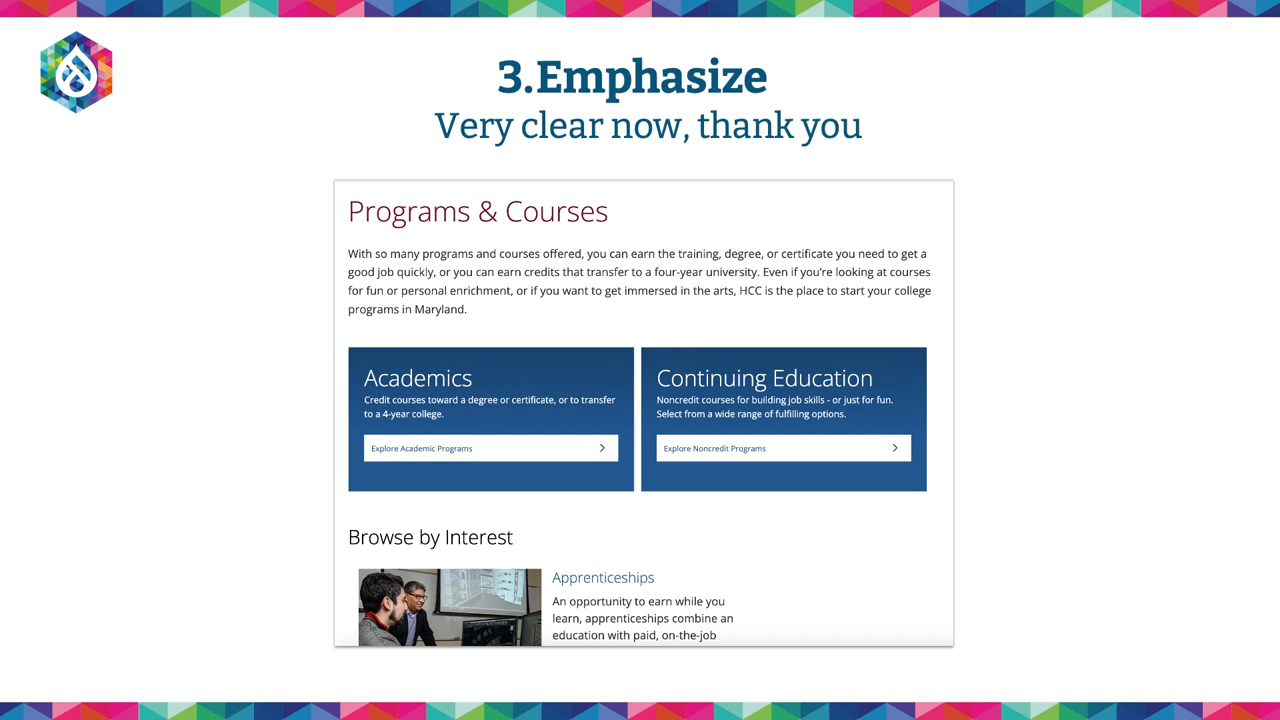 3.Emphasize
Very clear now, thank you
Programs & Courses
With so many programs and courses offered, you can earn the training, degree, or certificate you need to get a
good job quickly, or you can earn credits that transfer to a four-year university. Even if you’re looking at courses
for fun or personal enrichment, or if you want to get immersed in the arts, HCC is the place to start your college
programs in Maryland.
Academics
Credit courses toward a degree or certificate, or to transfer
to a 4-year college.
Explore Academic Programs
Continuing Education
Noncredit courses for building job skills - or just for fun.
Select from a wide range of fulfilling options.
Explore Noncredit Programs
Browse by Interest
Apprenticeships
An opportunity to earn while you
learn, apprenticeships combine an
education with paid, on-the-job